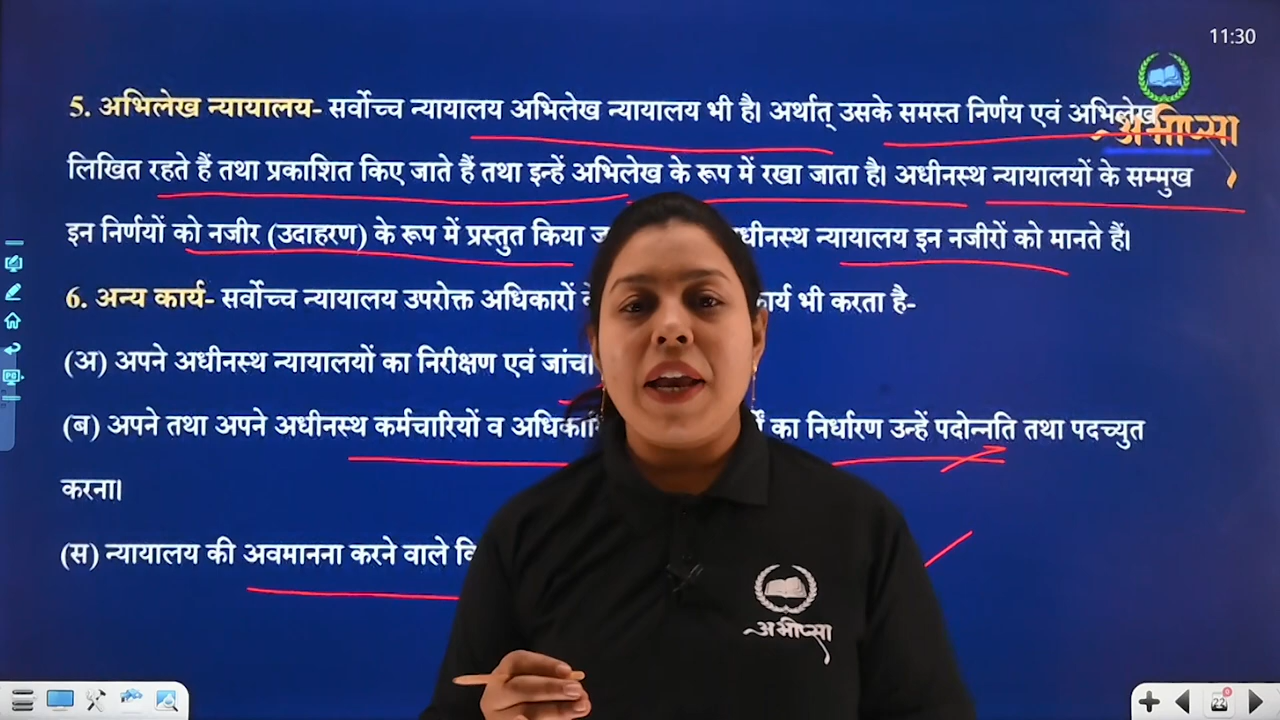 11:30
अभीप्सा
5. अभिलेख न्यायालय- सर्वोच्च न्यायालय अभिलेख न्यायालय भी है। अर्थात् उसके समस्त निर्णय एवं अभिलेख
लिखित रहते हैं तथा प्रकाशित किए जाते हैं तथा इन्हें अभिलेख के रूप में रखा जाता है। अधीनस्थ न्यायालयों के सम्मुख
इन निर्णयों को नजीर (उदाहरण) के रूप में प्रस्तुत किया न्यायालय इन नजीरों को मानते हैं।
6. अन्य कार्य- सर्वोच्च न्यायालय उपरोक्त अधिकारों भी करता है-
(अ) अपने अधीनस्थ न्यायालयों का निरीक्षण एवं जांच।
(ब) अपने तथा अपने अधीनस्थ कर्मचारियों व का निर्धारण उन्हें पदोन्नति तथा पदच्युत
करना।
(स) न्यायालय की अवमानना करने वाले
अभीप्सा